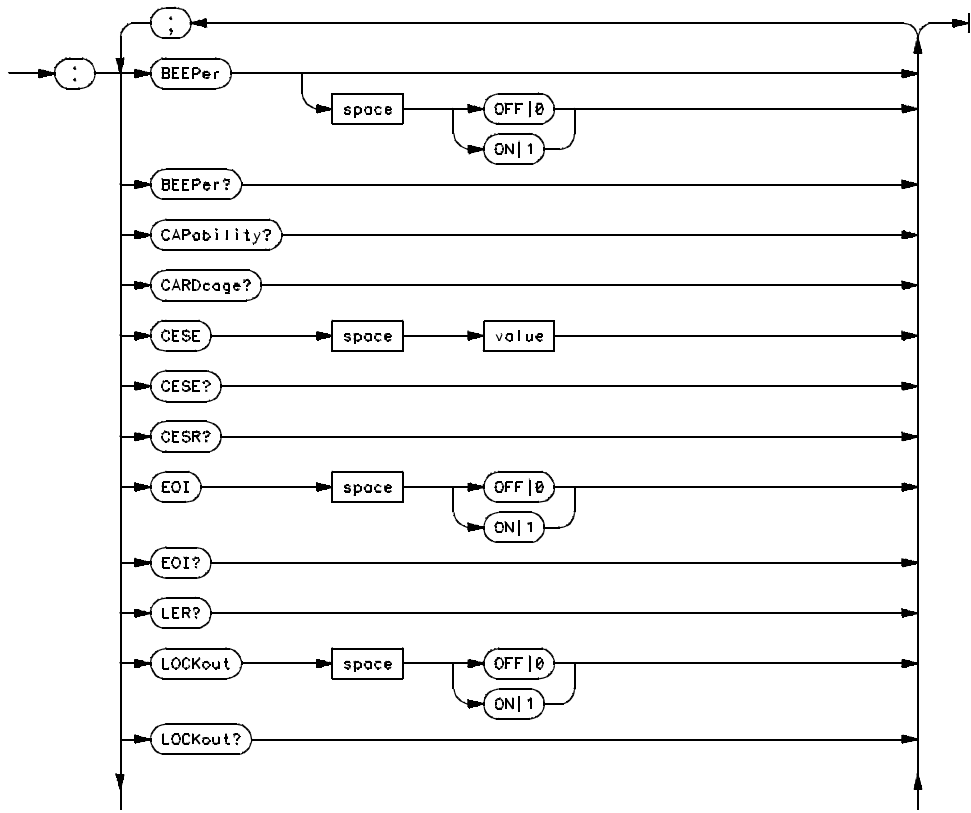 ;
:
BEEPer
space
OFF|0
ON|1
BEEPer?
CAPability?
CARDcage?
CESE
space
value
CESE?
CESR?
EOI
space
OFF|0
ON|1
EOI?
LER?
LOCKout
space
OFF|0
ON|1
LOCKout?